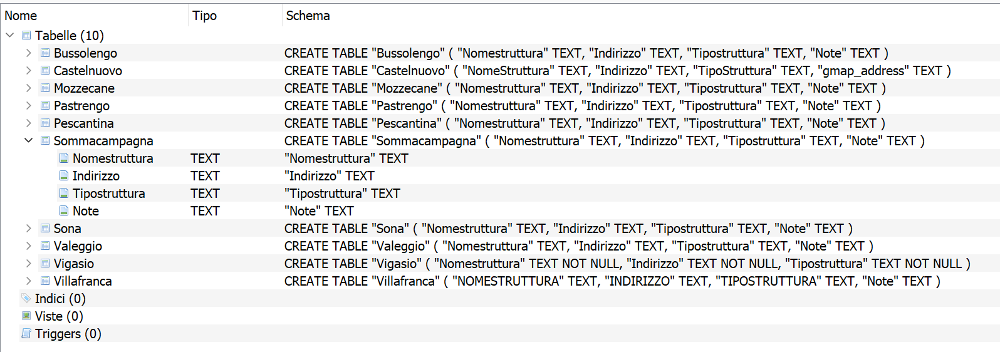 Nome Tipo Schema
Tabelle (10)
Bussolengo CREATE TABLE "Bussolengo" ( "Nomestruttura" TEXT, "Indirizzo" TEXT, "Tipostruttura" TEXT, "Note" TEXT )
Castelnuovo CREATE TABLE "Castelnuovo" ( "NomeStruttura" TEXT, "Indirizzo" TEXT, "TipoStruttura" TEXT, "gmap_address" TEXT )
Mozzecane CREATE TABLE "Mozzecane" ( "Nomestruttura" TEXT, "Indirizzo" TEXT, "Tipostruttura" TEXT, "Note" TEXT )
Pastrengo CREATE TABLE "Pastrengo" ( "Nomestruttura" TEXT, "Indirizzo" TEXT, "Tipostruttura" TEXT, "Note" TEXT )
Pescantina CREATE TABLE "Pescantina" ( "Nomestruttura" TEXT, "Indirizzo" TEXT, "Tipostruttura" TEXT, "Note" TEXT )
Sommacampagna CREATE TABLE "Sommacampagna" ( "Nomestruttura" TEXT, "Indirizzo" TEXT, "Tipostruttura" TEXT, "Note" TEXT )
Nomestruttura TEXT "Nomestruttura" TEXT
Indirizzo TEXT "Indirizzo" TEXT
Tipostruttura TEXT "Tipostruttura" TEXT
Note TEXT "Note" TEXT
Sona CREATE TABLE "Sona" ( "Nomestruttura" TEXT, "Indirizzo" TEXT, "Tipostruttura" TEXT, "Note" TEXT )
Valeggio CREATE TABLE "Valeggio" ( "Nomestruttura" TEXT, "Indirizzo" TEXT, "Tipostruttura" TEXT, "Note" TEXT )
Vigasio CREATE TABLE "Vigasio" ( "Nomestruttura" TEXT NOT NULL, "Indirizzo" TEXT NOT NULL, "Tipostruttura" TEXT NOT NULL )
Villafranca CREATE TABLE "Villafranca" ( "NOMESTRUTTURA" TEXT, "INDIRIZZO" TEXT, "TIPOSTRUTTURA" TEXT, "Note" TEXT )
Indici (0)
Viste (0)
Triggers (0)